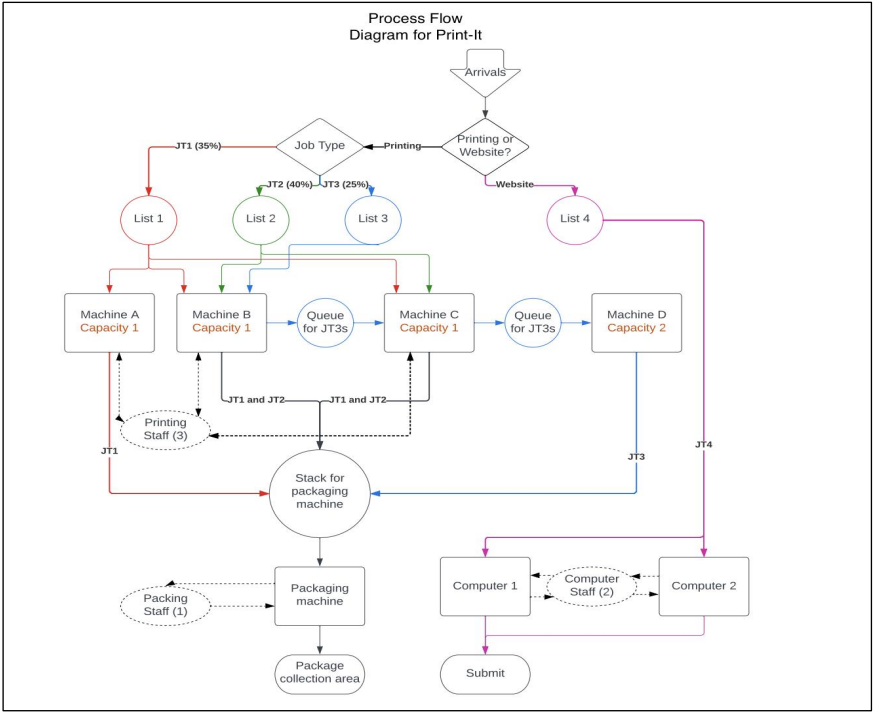 Process Flow
Diagram for Print-It
Arrivals
Printing or
Website?
Printing
Job Type
JT1 (35%)
JT2 (40%)
JT3 (25%)
Website
List 1
List 2
List 3
List 4
Machine A
Capacity 1
Machine B
Capacity 1
Queue
for JT3s
Machine C
Capacity 1
Queue
for JT3s
Machine D
Capacity 2
JT1 and JT2
JT1 and JT2
Printing
Staff (3)
JT1
JT3
JT4
Stack for
packaging
machine
Packing
Staff (1)
Packaging
machine
Computer 1
Computer
Staff (2)
Computer 2
Package
collection area
Submit